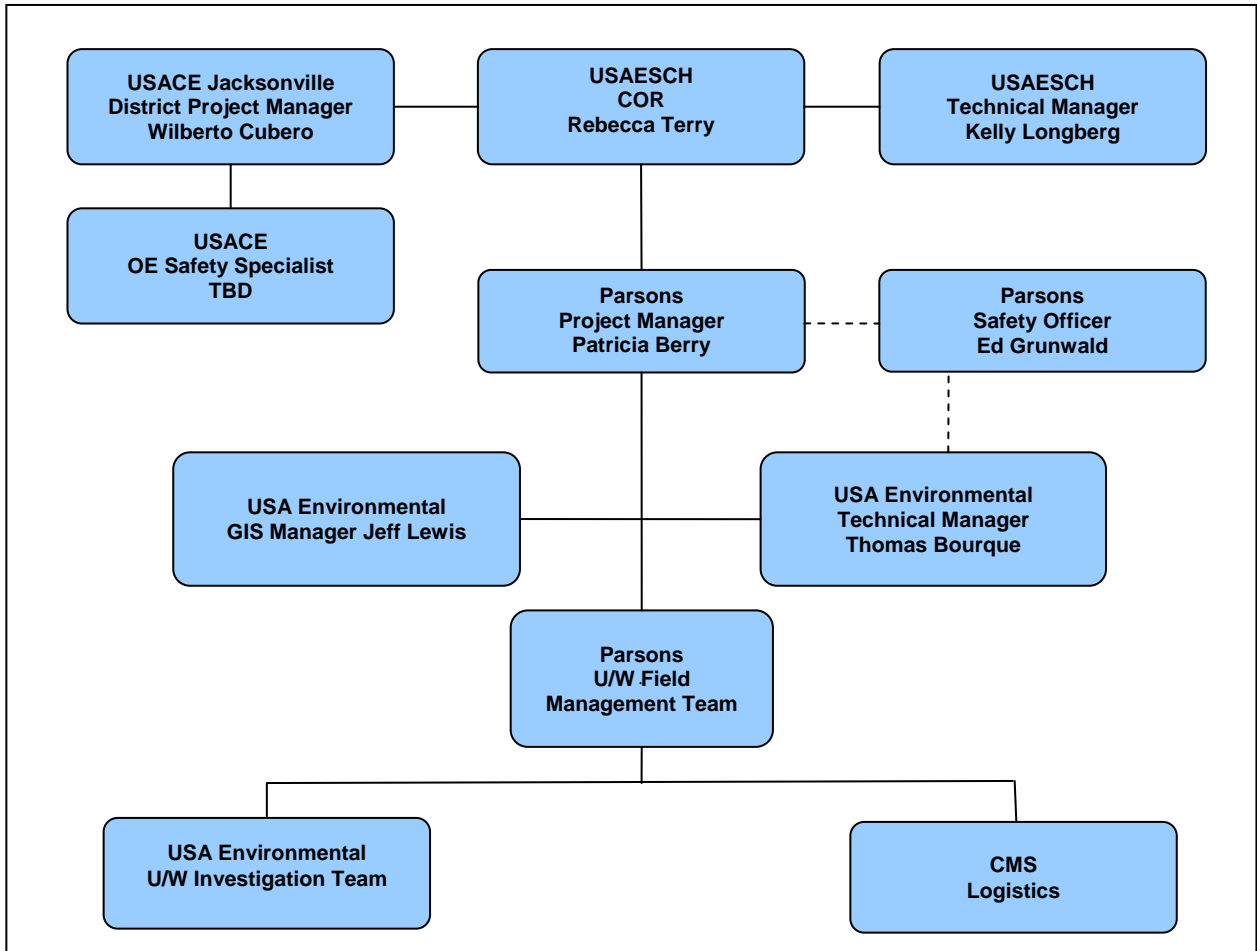 USACE Jacksonville
District Project Manager
Wilberto Cubero
USAESCH
COR
Rebecca Terry
USAESCH
Technical Manager
Kelly Longberg
USACE
OE Safety Specialist
TBD
Parsons
Project Manager
Patricia Berry
Parsons
Safety Officer
Ed Grunwald
USA Environmental
GIS Manager Jeff Lewis
USA Environmental
Technical Manager
Thomas Bourque
Parsons
U/W Field
Management Team
USA Environmental
U/W Investigation Team
CMS
Logistics